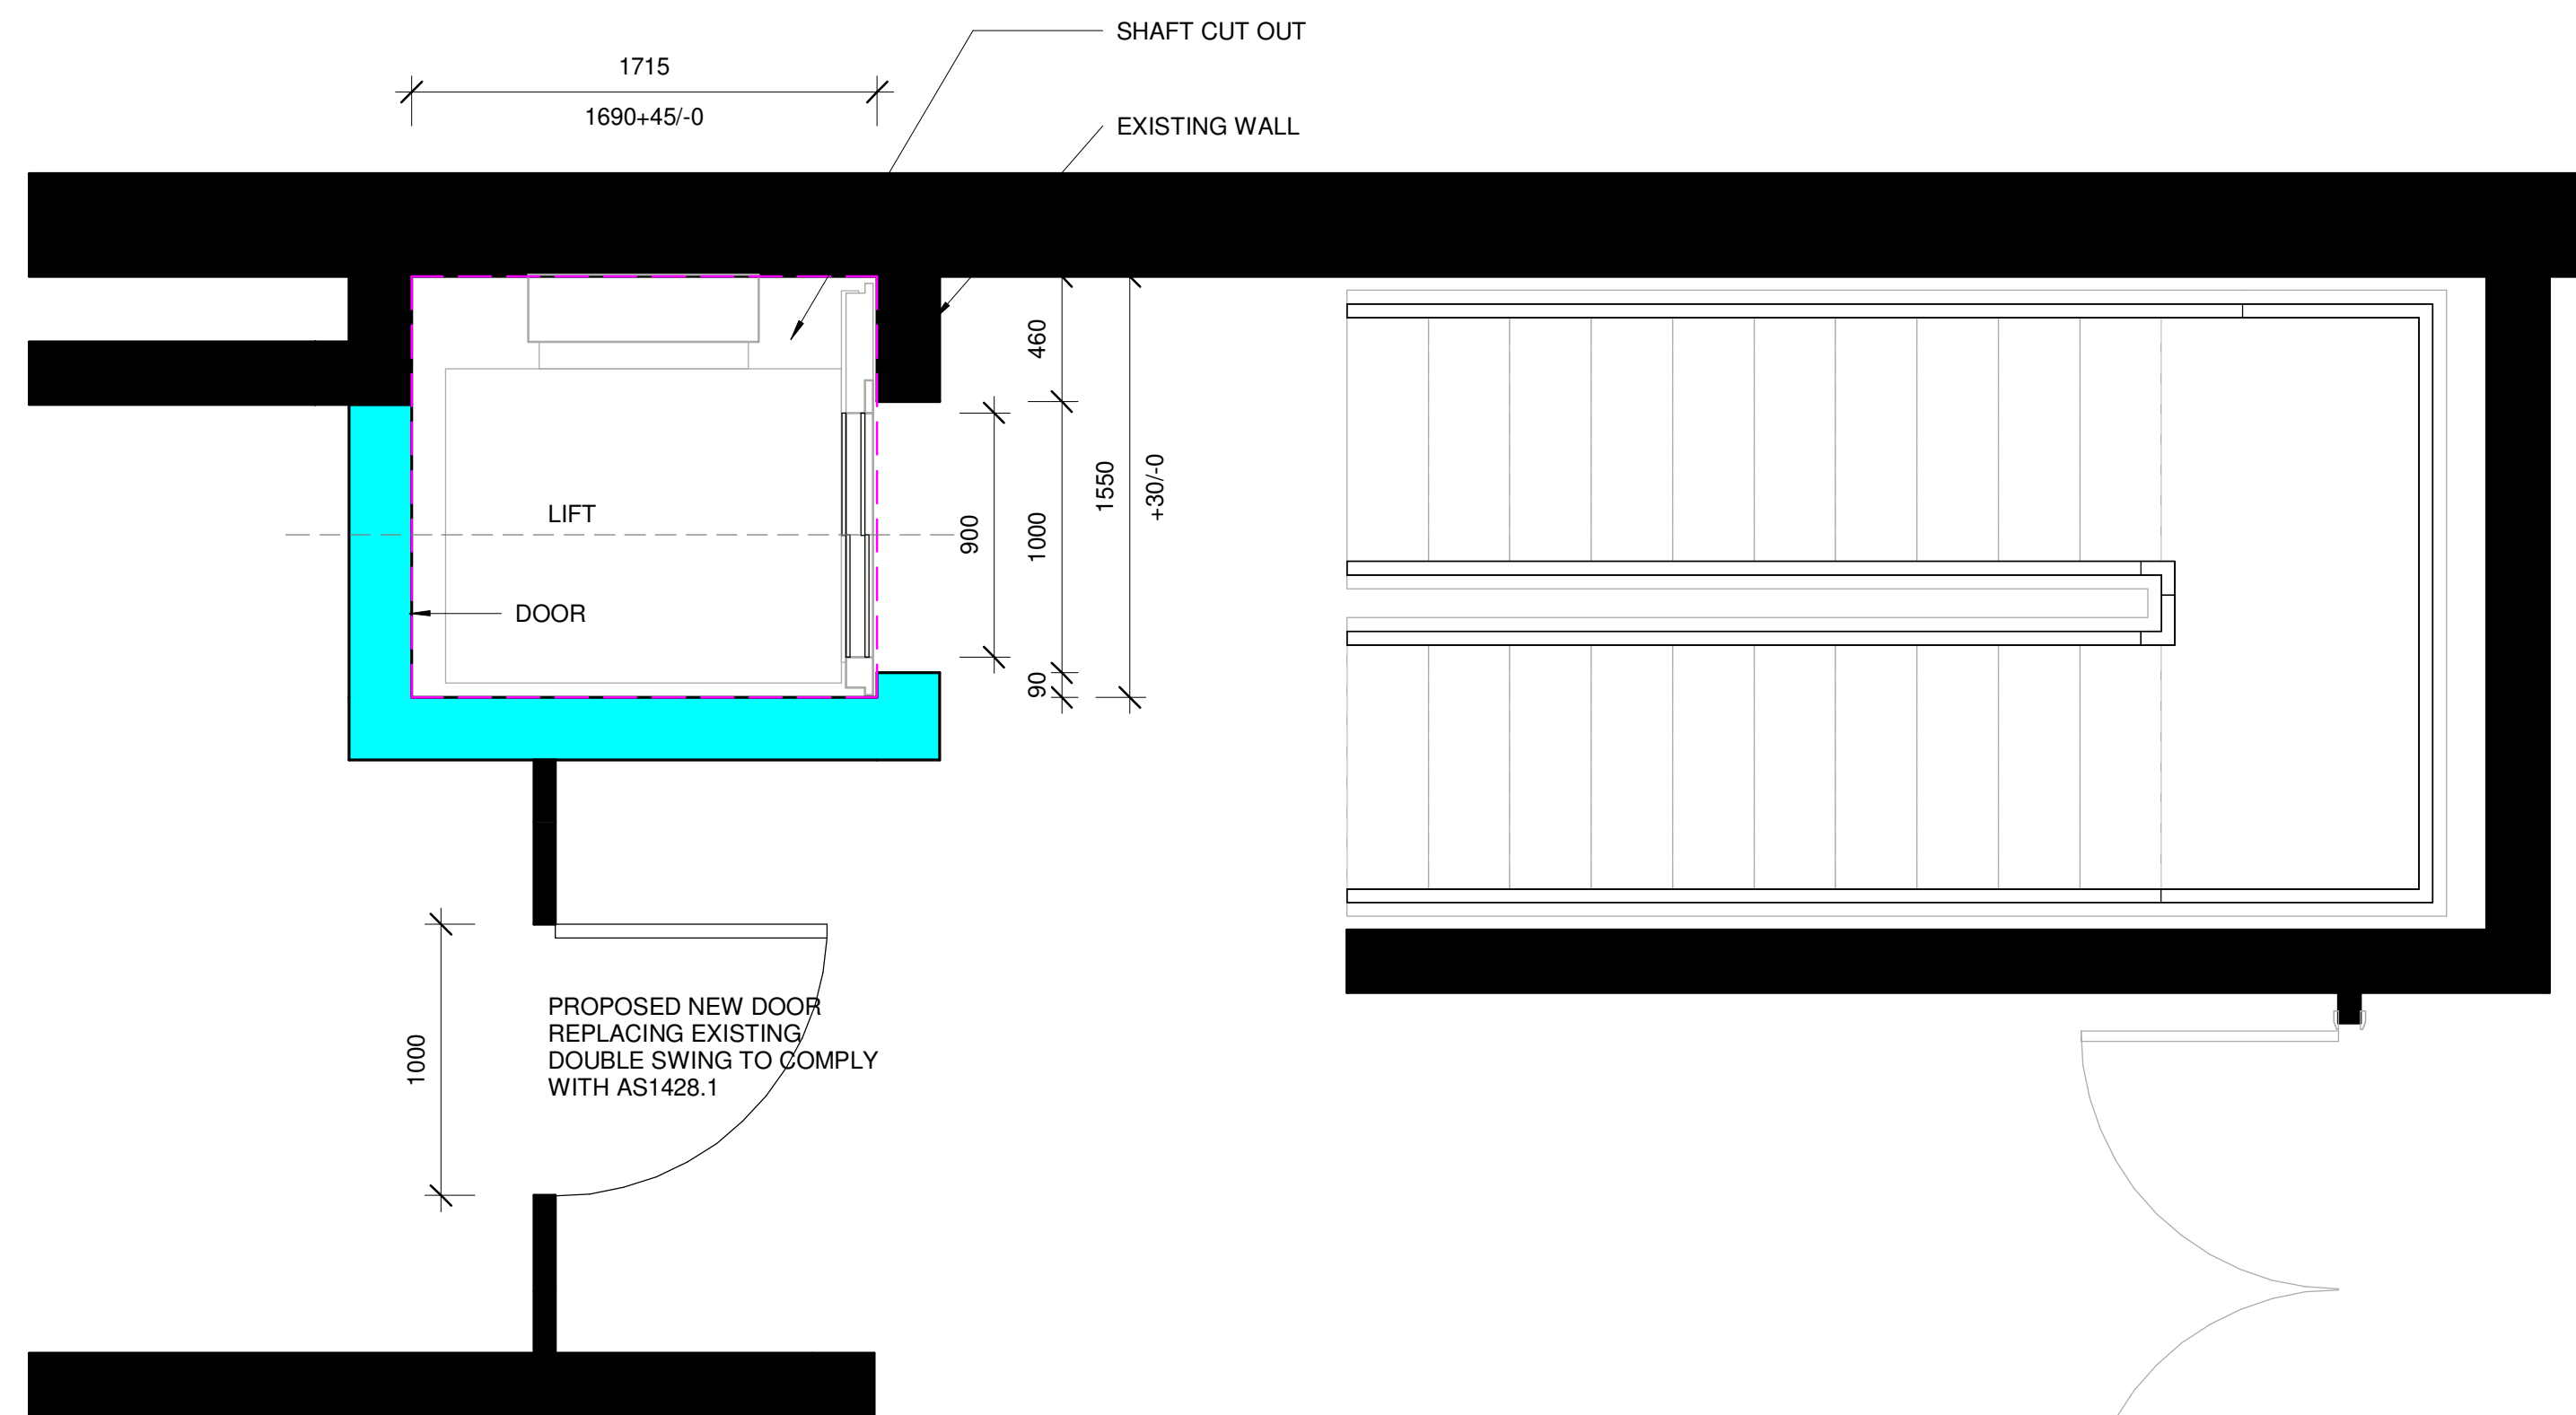 SHAFT CUT OUT
1715
1690+45/-0
EXISTING WALL
460
900
1000
1550
+30/-0
LIFT
DOOR
90
1000
PROPOSED NEW DOOR
REPLACING EXISTING
DOUBLE SWING TO COMPLY
WITH AS1428.1